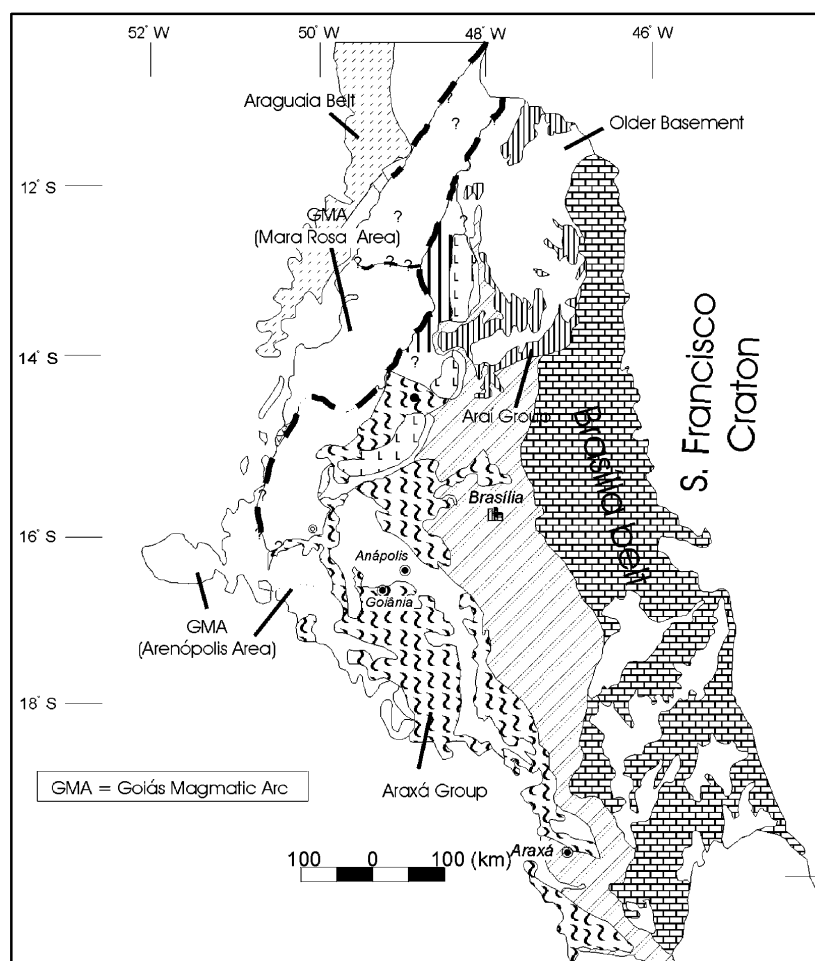 52° W
50° W
48° W
46° W
Araguaia Belt
Older Basement
?
?
?
12° S
GMA
(Mara Rosa Area)
?
?
? ? ?
L
L
L
L
S. Francisco
Craton
14° S
?
L
L
Arai Group
Brasília belt
L L
L L
L
Brasília
16° S
Anápolis
Goiânia
GMA
(Arenópolis Area)
18° S
GMA = Goiás Magmatic Arc
Araxá Group
Araxá
100 0 100 (km)